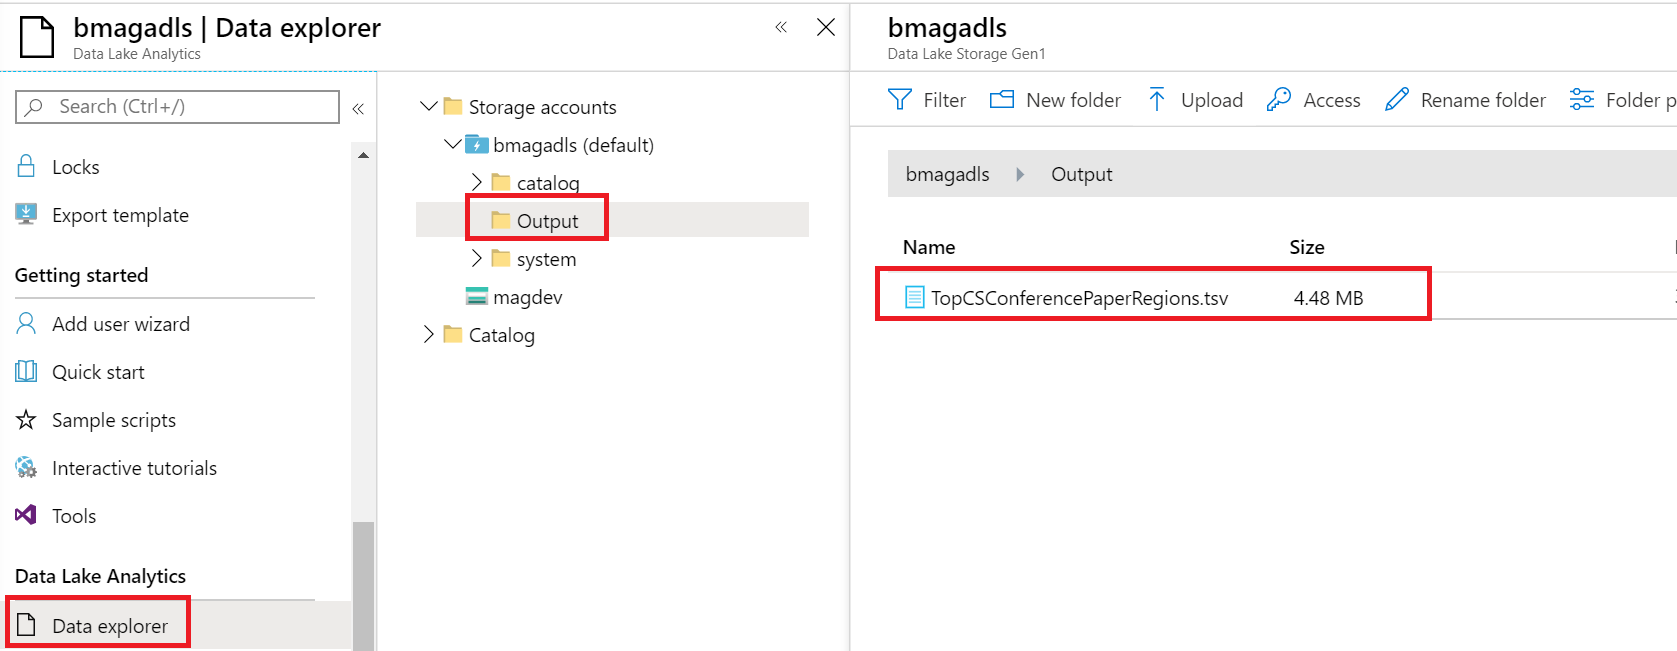 bmagadls | Data explorer
Data Lake Analytics
Search (Ctrl+/)
Locks
Export template
Getting started
Add user wizard
Quick start
Sample scripts
Interactive tutorials
Tools
Data Lake Analytics
Data explorer
Storage accounts
bmagadls (default)
catalog
Output
system
magdev
Catalog
bmagadls
Data Lake Storage Gen1
Filter New folder Upload Access Rename folder Folder p
bmagadls Output
Name Size
TopCSConferencePaperRegions.tsv 4.48 MB